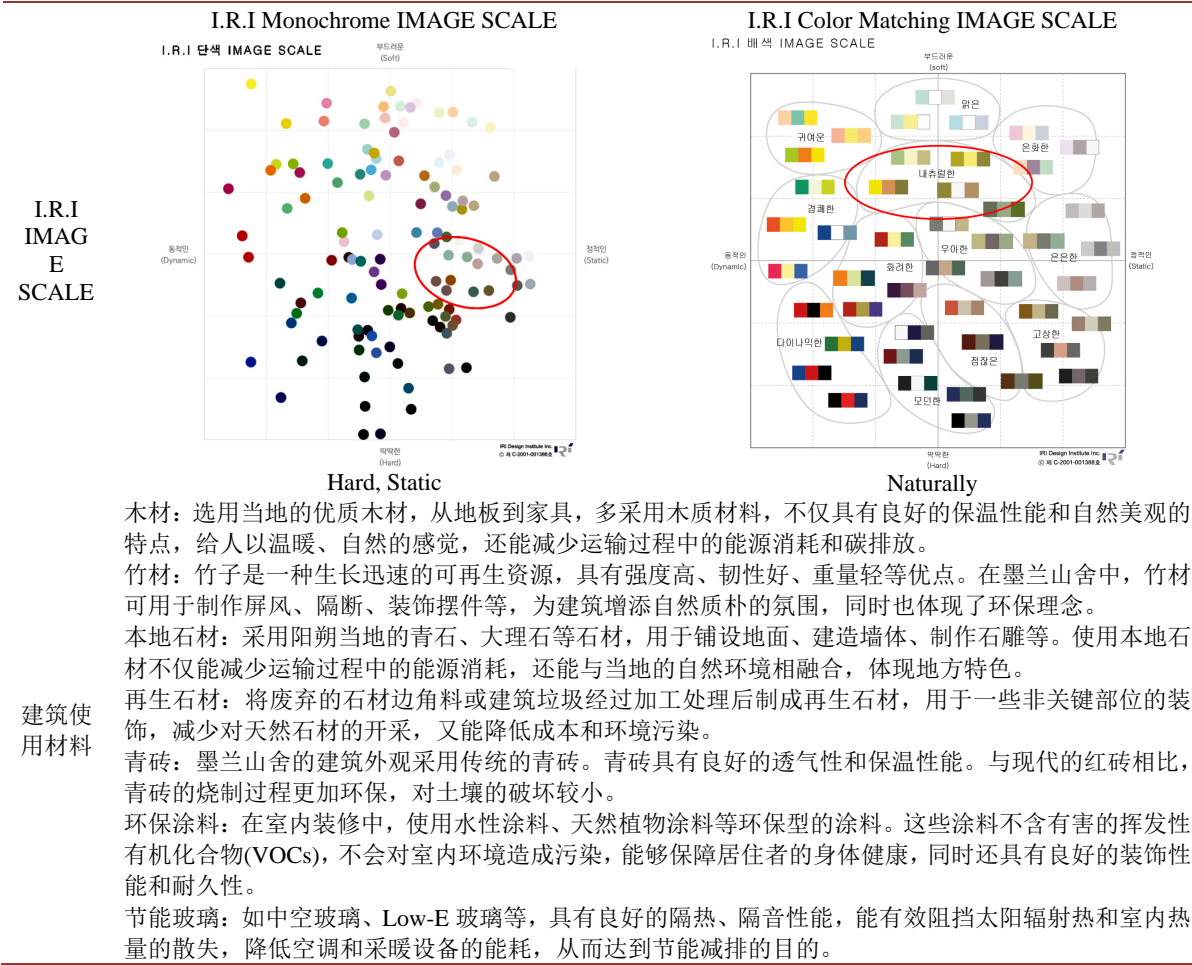 I.R.I Monochrome IMAGE SCALE
I.R.I Color Matching IMAGE SCALE
I.R.I 단색 IMAGE SCALE
부드러운
(Soft)
동적인
(Dynamic)
정적인
(Static)
딱딱한
(Hard)
IRI Design Institute Inc.
ⓒ 제 C-2001-001388호
IRI
I.R.I 배색 IMAGE SCALE
부드러운
(soft)
맑은
귀여운
은화한
내츄럴한
경쾌한
우아한
은은한
동적인
(Dynamic)
정적인
(Static)
화려한
다이나믹한
고상한
점잖은
모던한
딱딱한
(Hard)
IRI Design Institute Inc.
ⓒ 제 C-2001-001388호
IRI
I.R.I
IMAG
E
SCALE
Hard, Static
Naturally
木材：选用当地的优质木材，从地板到家具，多采用木质材料，不仅具有良好的保温性能和自然美观的
特点，给人以温暖、自然的感觉，还能减少运输过程中的能源消耗和碳排放。
竹材：竹子是一种生长迅速的可再生资源，具有强度高、韧性好、重量轻等优点。在墨兰山舍中，竹材
可用于制作屏风、隔断、装饰摆件等，为建筑增添自然质朴的氛围，同时也体现了环保理念。
本地石材：采用阳朔当地的青石、大理石等石材，用于铺设地面、建造墙体、制作石雕等。使用本地石
材不仅能减少运输过程中的能源消耗，还能与当地的自然环境相融合，体现地方特色。
建筑使
用材料
再生石材：将废弃的石材边角料或建筑垃圾经过加工处理后制成再生石材，用于一些非关键部位的装
饰，减少对天然石材的开采，又能降低成本和环境污染。
青砖：墨兰山舍的建筑外观采用传统的青砖。青砖具有良好的透气性和保温性能。与现代的红砖相比，
青砖的烧制过程更加环保，对土壤的破坏较小。
环保涂料：在室内装修中，使用水性涂料、天然植物涂料等环保型的涂料。这些涂料不含有害的挥发性
有机化合物(VOCs)，不会对室内环境造成污染，能够保障居住者的身体健康，同时还具有良好的装饰性
能和耐久性。
节能玻璃：如中空玻璃、Low-E 玻璃等，具有良好的隔热、隔音性能，能有效阻挡太阳辐射热和室内热
量的散失，降低空调和采暖设备的能耗，从而达到节能减排的目的。